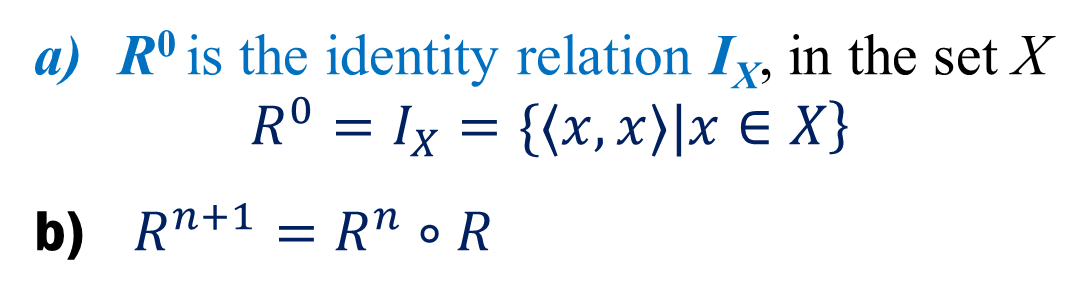 a) R⁰ is the identity relation I_X, in the set X
R⁰ = I_X = {⟨x, x⟩|x ∈ X}
b) Rⁿ⁺¹ = Rⁿ ∘ R